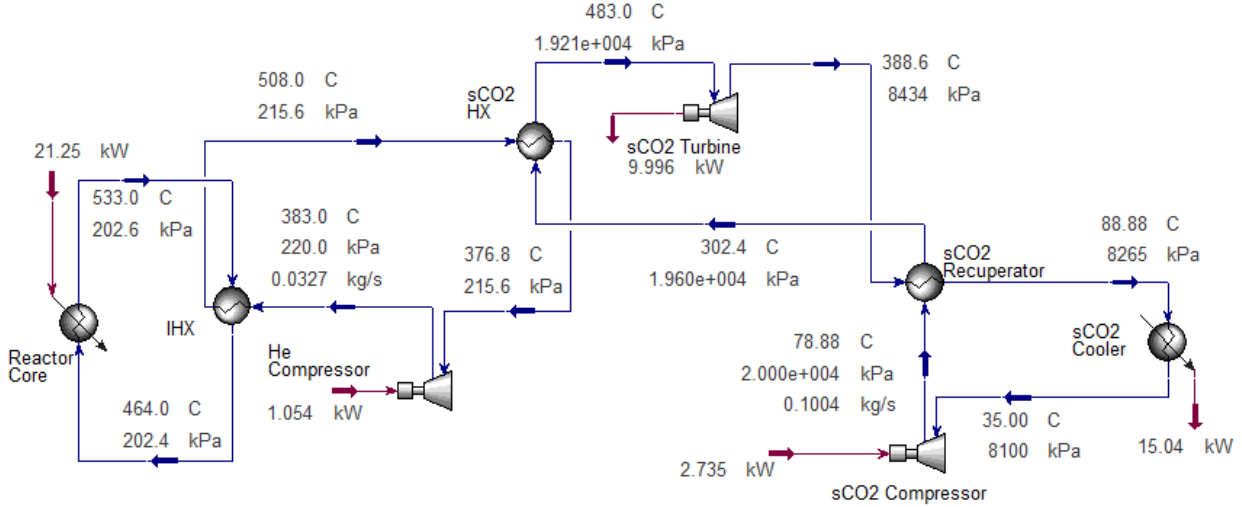 483.0 C
1.921e+004 kPa
508.0 C
215.6 kPa
sCO2
HX
388.6 C
8434 kPa
sCO2 Turbine
9.996 kW
21.25 kW
533.0 C
202.6 kPa
383.0 C
220.0 kPa
0.0327 kg/s
376.8 C
215.6 kPa
302.4 C
1.960e+004 kPa
88.88 C
8265 kPa
sCO2
Recuperator
IHX
Reactor
Core
He
Compressor
1.054 kW
78.88 C
2.000e+004 kPa
0.1004 kg/s
sCO2
Cooler
464.0 C
202.4 kPa
35.00 C
8100 kPa
15.04 kW
2.735 kW
sCO2 Compressor